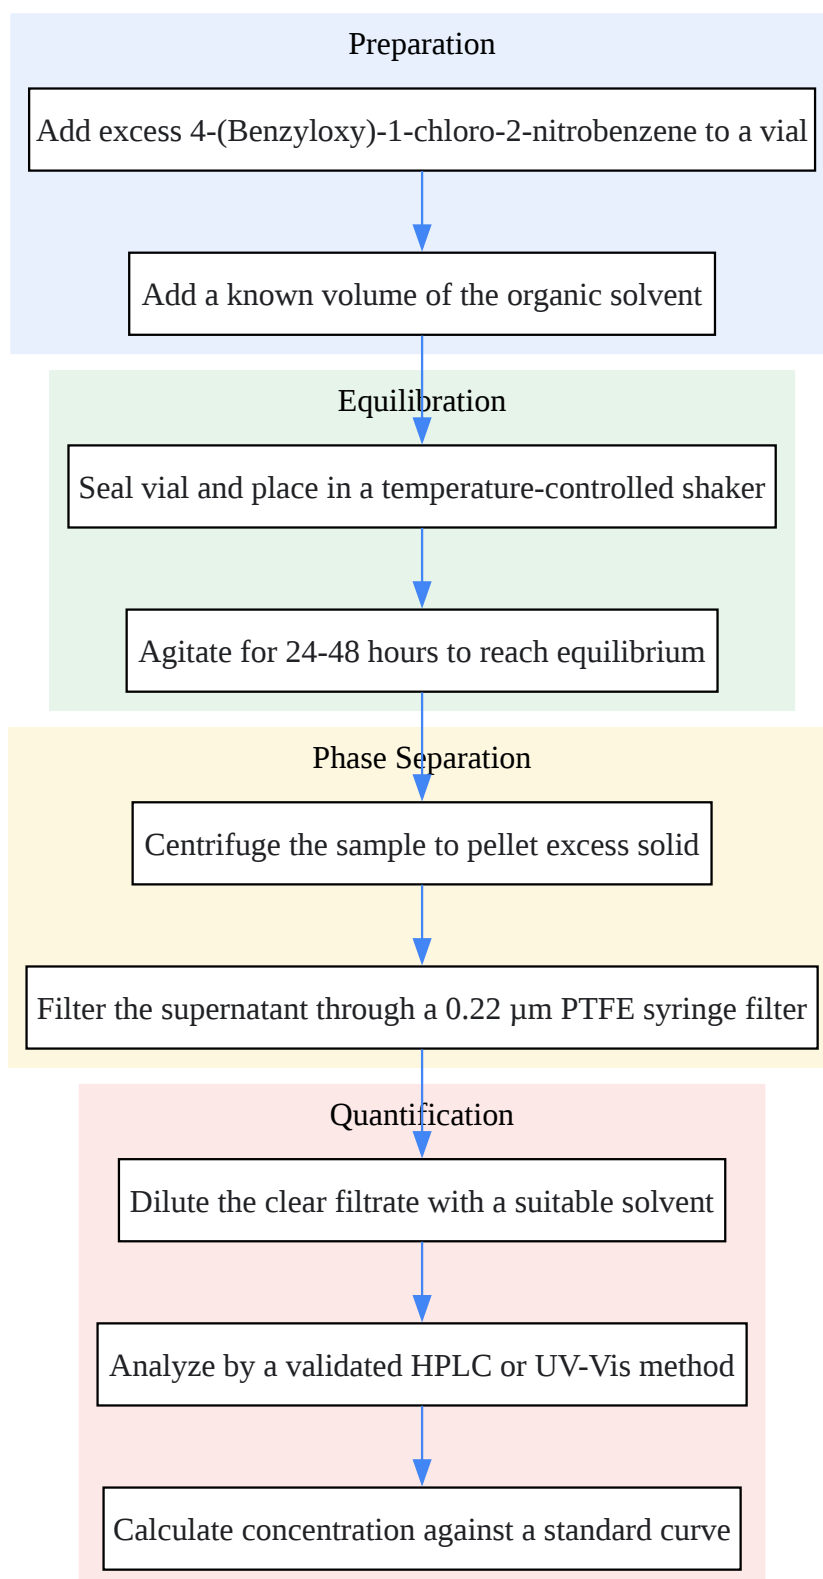 Preparation
Add excess 4-(Benzyloxy)-1-chloro-2-nitrobenzene to a vial
Add a known volume of the organic solvent
Equilibration
Seal vial and place in a temperature-controlled shaker
Agitate for 24-48 hours to reach equilibrium
Phase Separation
Centrifuge the sample to pellet excess solid
Filter the supernatant through a 0.22 µm PTFE syringe filter
Quantification
Dilute the clear filtrate with a suitable solvent
Analyze by a validated HPLC or UV-Vis method
Calculate concentration against a standard curve